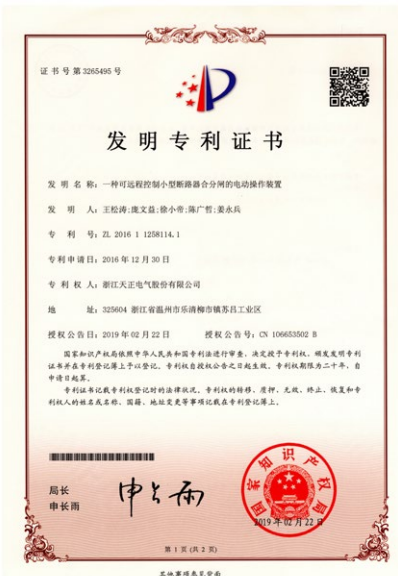 证书号第3265495号
发明专利证书
发明名称：一种可远程控制小型断路器合分闸的电动操作装置
发明人：王松涛;庞文益;徐小帝;陈广哲;姜永兵
专利号：ZL 2016 1 1258114.1
专利申请日：2016年12月30日
专利权人：浙江天正电气股份有限公司
地址：325604 浙江省温州市乐清柳市镇苏吕工业区
授权公告日：2019年02月22日 授权公告号：CN 106653502 B
国家知识产权局依照中华人民共和国专利法进行审查，决定授予专利权，颁发发明专利
证书并在专利登记簿上予以登记。专利权自授权公告之日起生效。专利权期限为二十年，自
申请日起算。
专利证书记载专利权登记时的法律状况。专利权的转移、质押、无效、终止、恢复和专
利权人的姓名或名称、国籍、地址变更等事项记载在专利登记簿上。
局长
申长雨
申长雨
国家知识产权局
2019年02月22日
第1页(共2页)
其他事项参见背面